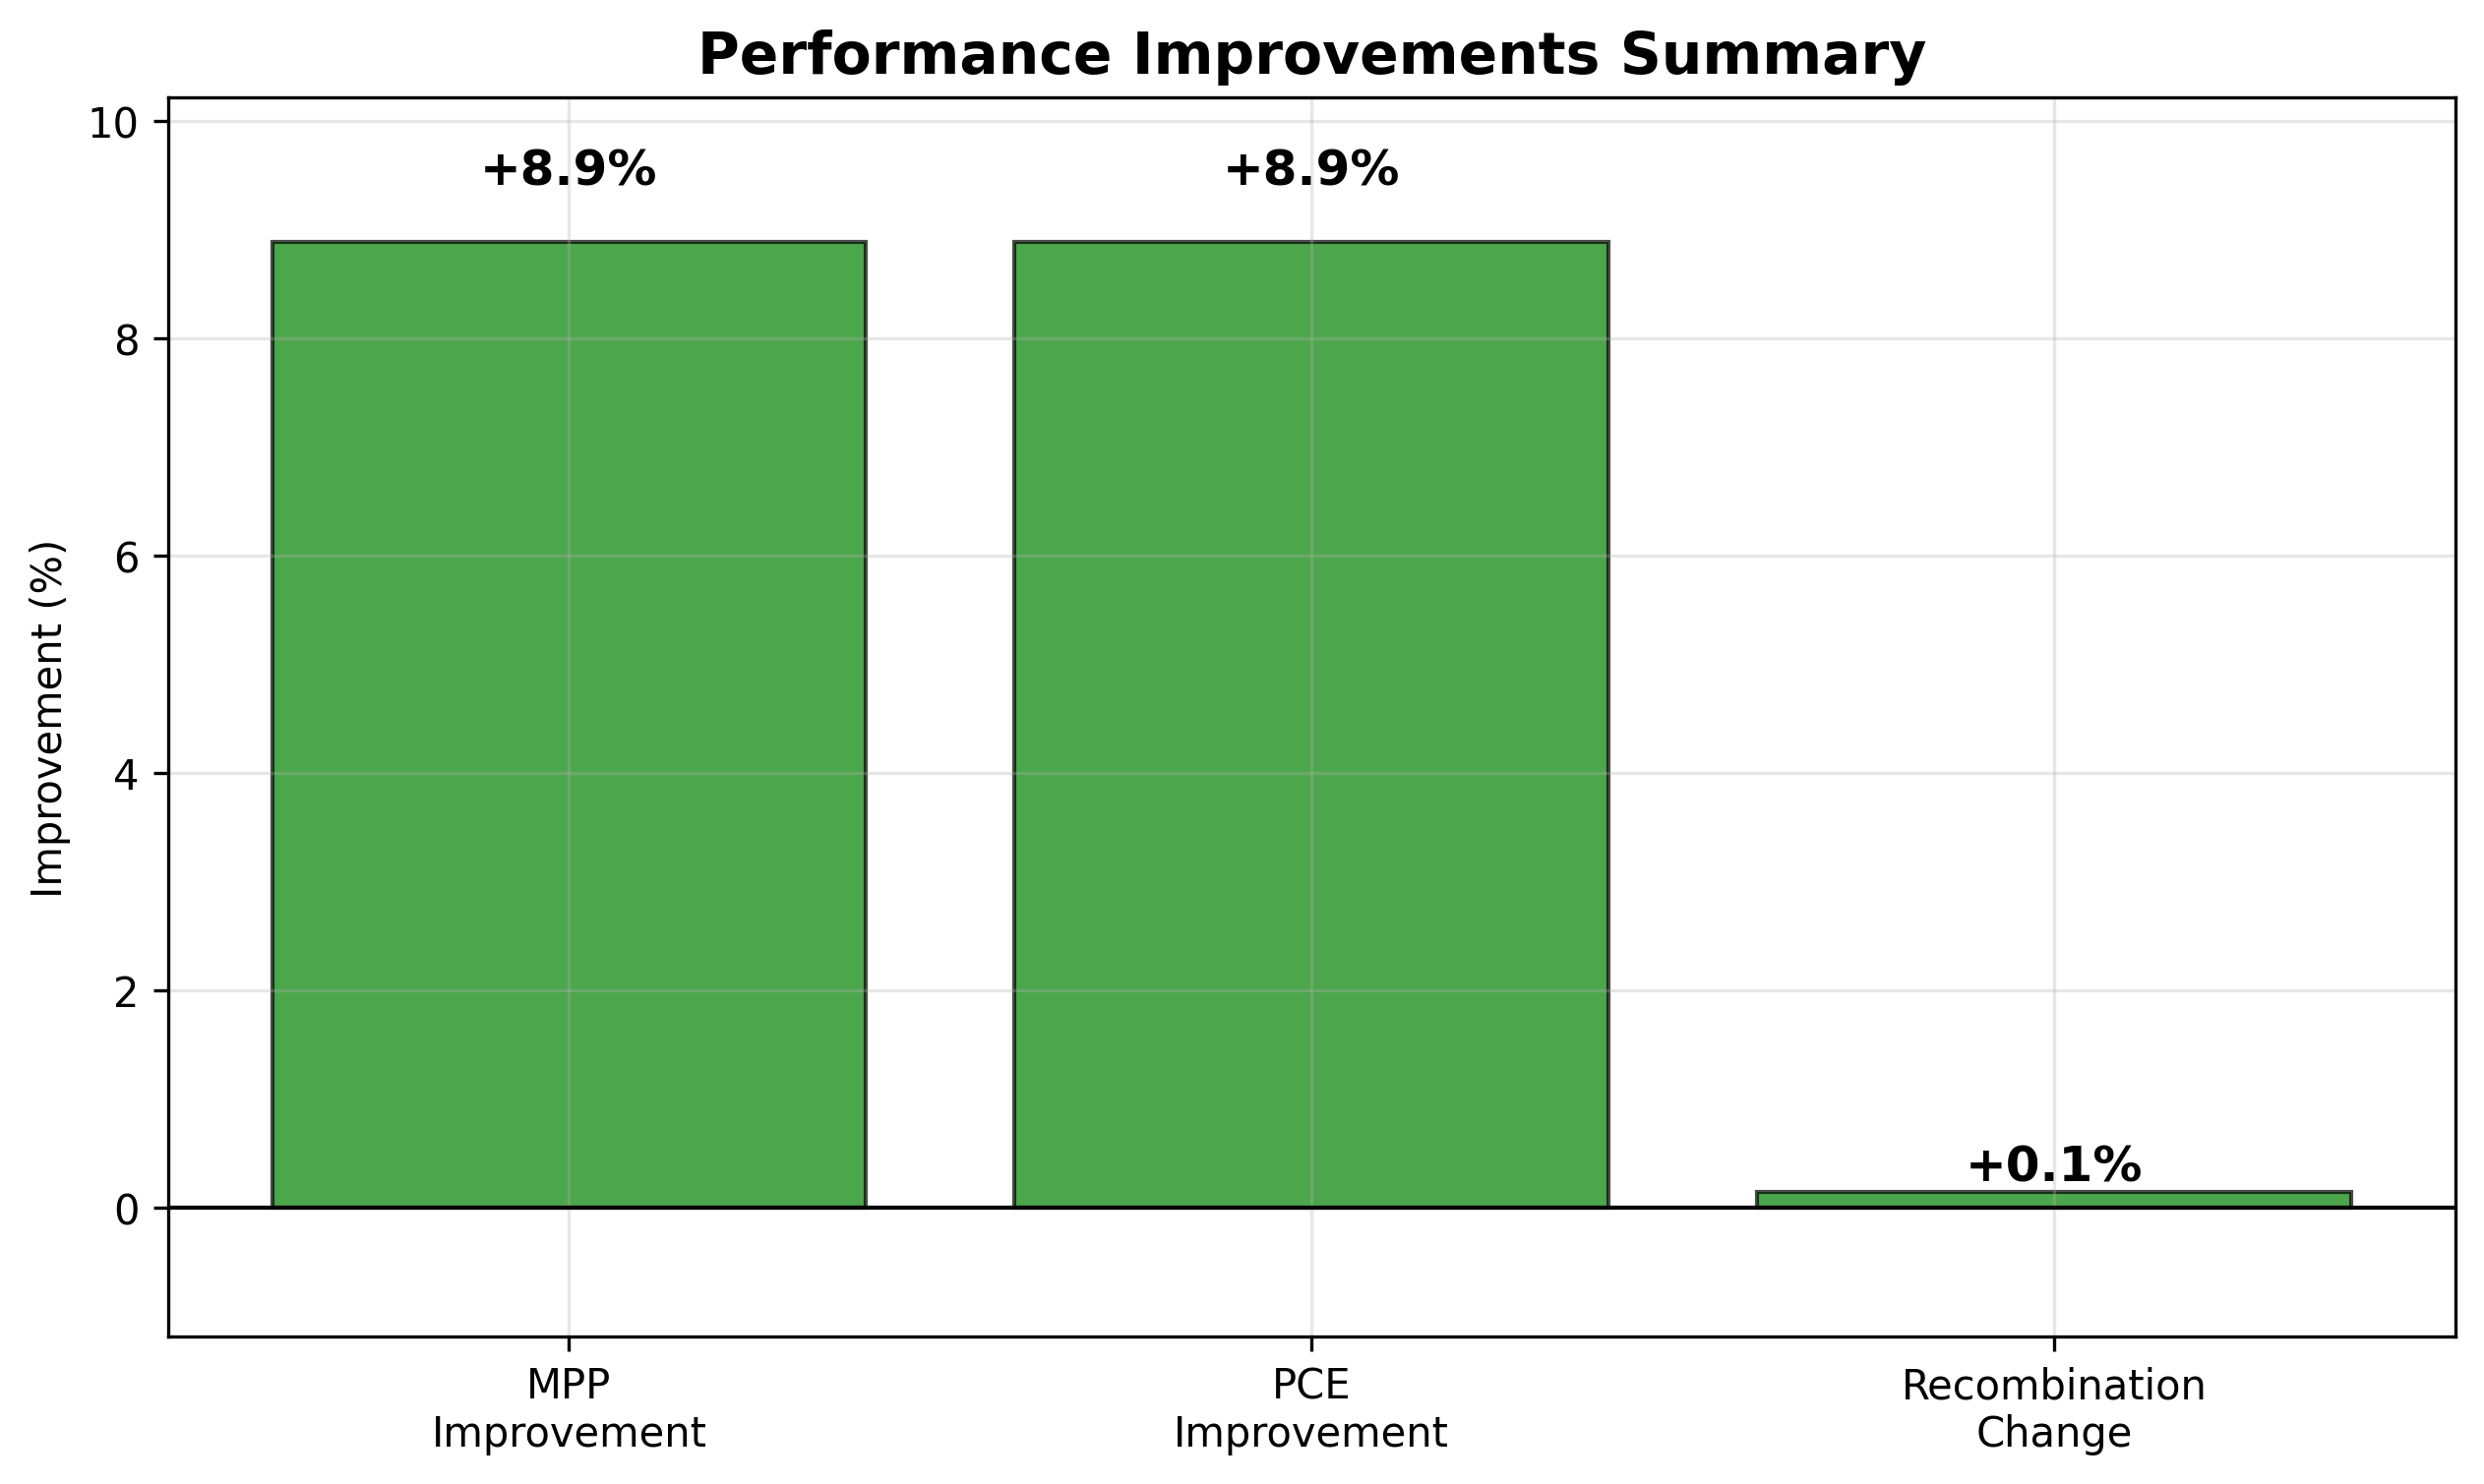 Performance Improvements Summary
10
8
6
4
2
0
Improvement (%)
+8.9%
+8.9%
+0.1%
MPP
Improvement
PCE
Improvement
Recombination
Change